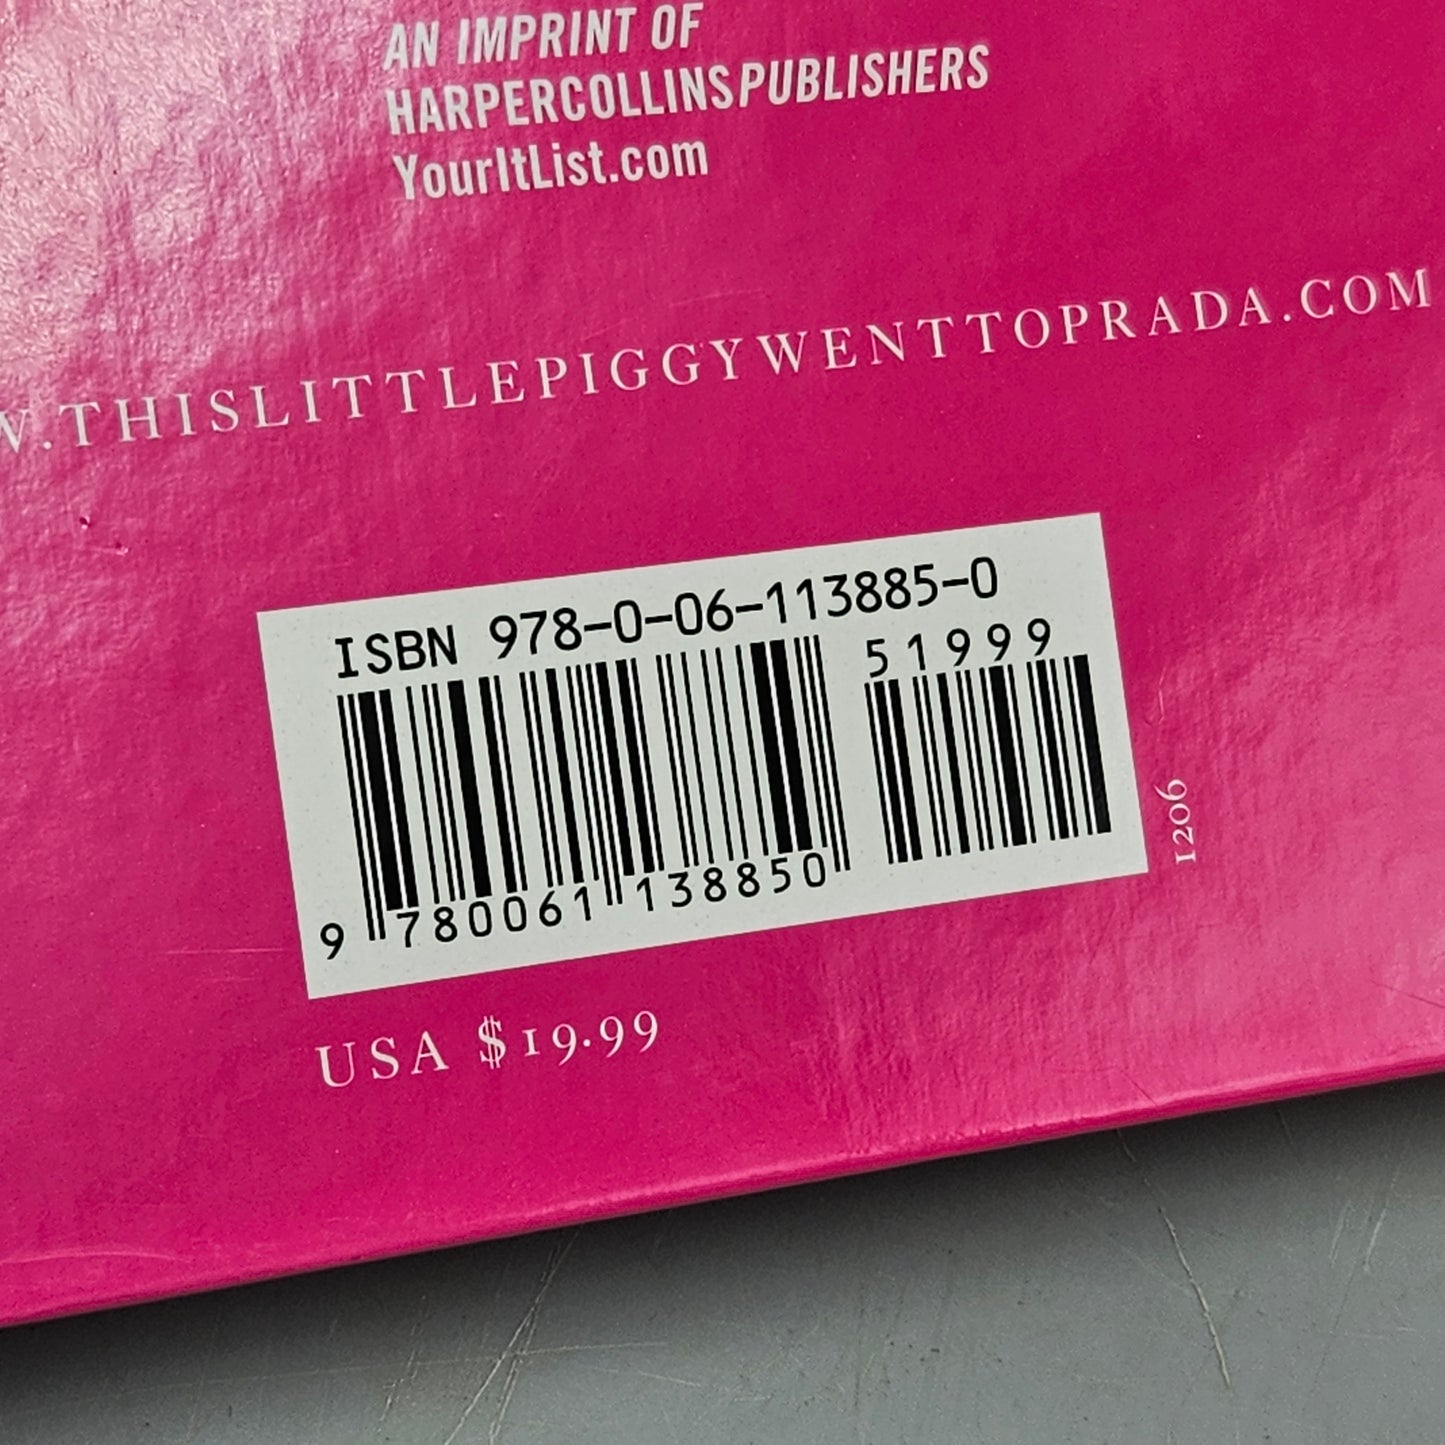 AN IMPRINT OF
HARPERCOLLINSPUBLISHERS
YourItList.com
W.THISLITTLEPIGGYWENTTOPRADA.COM
ISBN 978-0-06-113885-0
51999
9 780061 138850
1206
USA $19.99